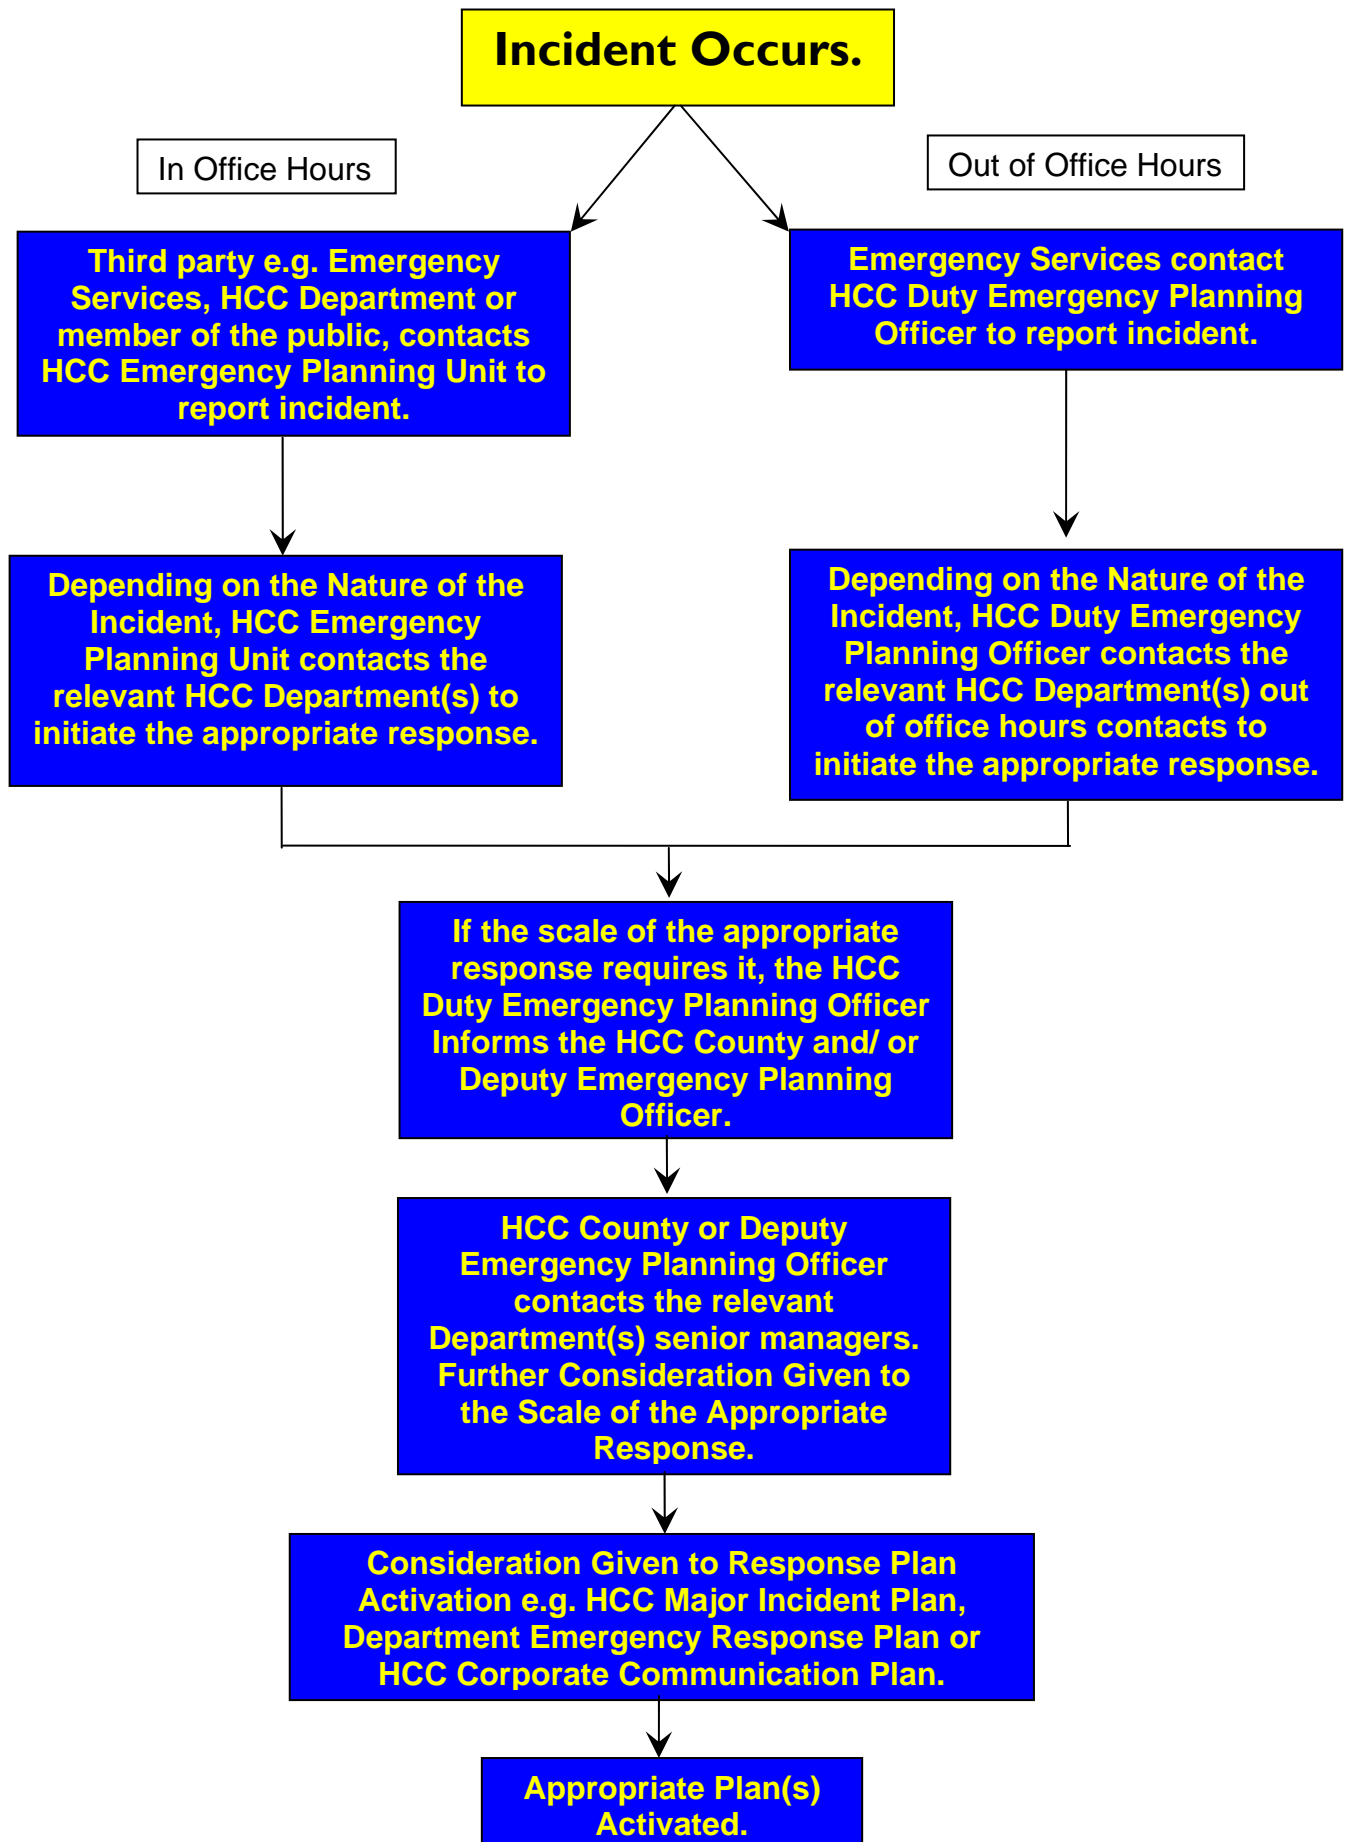 Incident Occurs.
In Office Hours
Out of Office Hours
Third party e.g. Emergency
Services, HCC Department or
member of the public, contacts
HCC Emergency Planning Unit to
report incident.
Emergency Services contact
HCC Duty Emergency Planning
Officer to report incident.
Depending on the Nature of the
Incident, HCC Emergency
Planning Unit contacts the
relevant HCC Department(s) to
initiate the appropriate response.
Depending on the Nature of the
Incident, HCC Duty Emergency
Planning Officer contacts the
relevant HCC Department(s) out
of office hours contacts to
initiate the appropriate response.
If the scale of the appropriate
response requires it, the HCC
Duty Emergency Planning Officer
Informs the HCC County and/ or
Deputy Emergency Planning
Officer.
HCC County or Deputy
Emergency Planning Officer
contacts the relevant
Department(s) senior managers.
Further Consideration Given to
the Scale of the Appropriate
Response.
Consideration Given to Response Plan
Activation e.g. HCC Major Incident Plan,
Department Emergency Response Plan or
HCC Corporate Communication Plan.
Appropriate Plan(s)
Activated.